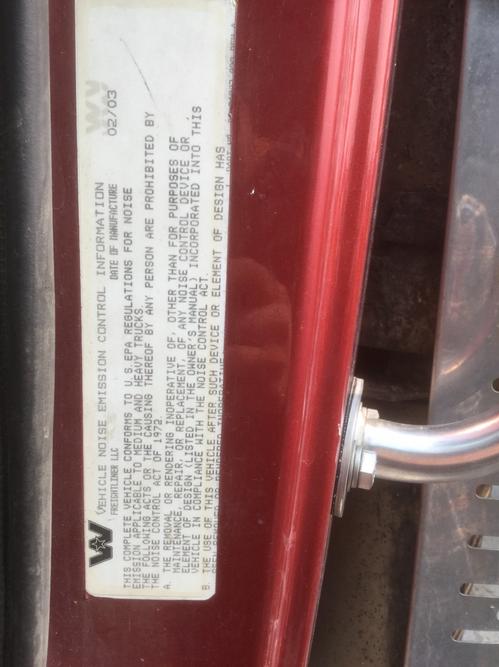 VEHICLE NOISE EMISSION CONTROL INFORMATION
FREIGHTLINER LLC DATE OF MANUFACTURE 02/03
THIS COMPLETE VEHICLE CONFORMS TO U.S.EPA REGULATIONS FOR NOISE
EMISSION APPLICABLE TO MEDIUM AND HEAVY TRUCKS.
THE FOLLOWING ACTS OR THE CAUSING THEREOF BY ANY PERSON ARE PROHIBITED BY
THE NOISE CONTROL ACT OF 1972.
A. THE REMOVAL OR RENDERING INOPERATIVE OF, OTHER THAN FOR PURPOSES OF
MAINTENANCE, REPAIR, OR REPLACEMENT OF ANY NOISE CONTROL DEVICE OR
ELEMENT OF DESIGN (LISTED IN THE OWNER'S MANUAL) INCORPORATED INTO THIS
VEHICLE IN COMPLIANCE WITH THE NOISE CONTROL ACT.
B. THE USE OF THIS VEHICLE AFTER SUCH DEVICE OR ELEMENT OF DESIGN HAS